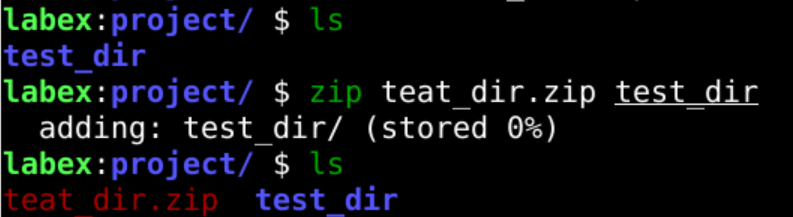 labex:project/ $ ls
test_dir
labex:project/ $ zip teat_dir.zip test_dir
  adding: test_dir/ (stored 0%)
labex:project/ $ ls
teat_dir.zip  test_dir